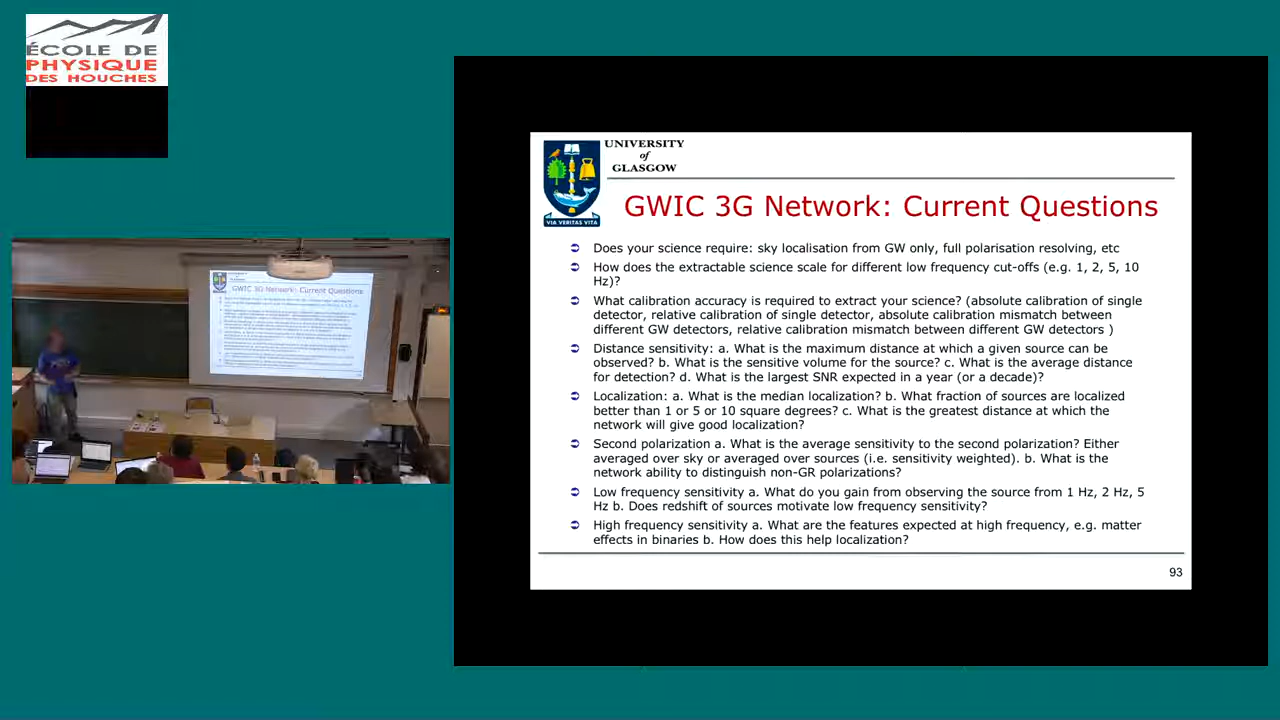 ÉCOLE DE
PHYSIQUE
DES HOUCHES
UNIVERSITY
of
GLASGOW
VIA VERITAS VITA
GWIC 3G Network: Current Questions
Does your science require: sky localisation from GW only, full polarisation resolving, etc
How does the extractable science scale for different low frequency cut-offs (e.g. 1, 2, 5, 10
Hz)?
What calibration accuracy is required to extract your science? (absolute calibration of single
detector, relative calibration of single detector, absolute calibration mismatch between
different GW detectors, relative calibration mismatch between different GW detectors
Distance sensitivity: a. What is the maximum distance at which a given source can be
observed? b. What is the sensitive volume for the source? c. What is the average distance
for detection? d. What is the largest SNR expected in a year (or a decade)?
Localization: a. What is the median localization? b. What fraction of sources are localized
better than 1 or 5 or 10 square degrees? c. What is the greatest distance at which the
network will give good localization?
Second polarization a. What is the average sensitivity to the second polarization? Either
averaged over sky or averaged over sources (i.e. sensitivity weighted). b. What is the
network ability to distinguish non-GR polarizations?
Low frequency sensitivity a. What do you gain from observing the source from 1 Hz, 2 Hz, 5
Hz b. Does redshift of sources motivate low frequency sensitivity?
High frequency sensitivity a. What are the features expected at high frequency, e.g. matter
effects in binaries b. How does this help localization?
93
GWIC 3G Network: Current Questions